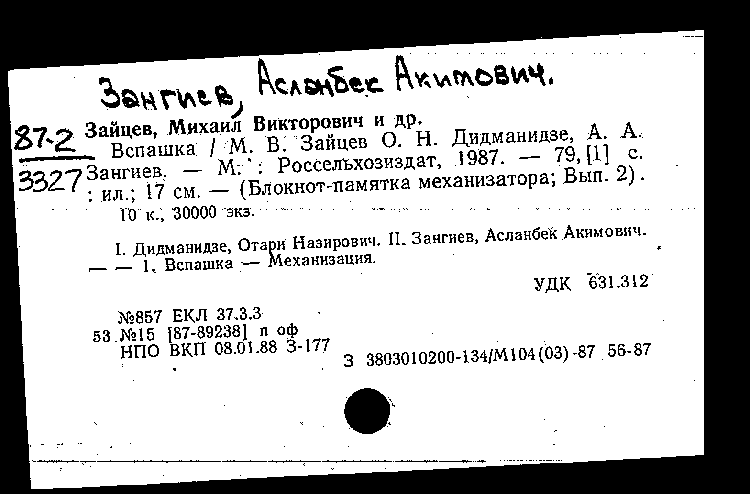 Зангиев, Асланбек Акимович.
87-2
3327
Зайцев, Михаил Викторович и др.
Вспашка / М. В. Зайцев О. Н. Дидманидзе, А. А.
Зангиев. — М. : Россельхозиздат, 1987. — 79, [1] с.
: ил.; 17 см. — (Блокнот-памятка механизатора; Вып. 2).
10 к., 30000 экз.
I. Дидманидзе, Отари Назирович. II. Зангиев, Асланбек Акимович.
— — 1. Вспашка — Механизация.
УДК 631.312
№857 ЕКЛ 37.3.3
53 №15 [87-89238] п оф
НПО ВКП 08.01.88 З-177
З 3803010200-134/М104(03)-87 56-87